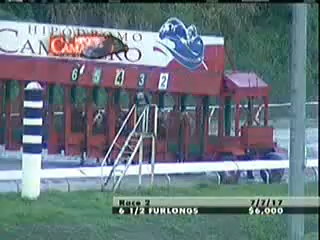 HIPODROMO
CAMARERO
6 5 4 3 2
Race 2 7/7/17
6 1/2 FURLONGS $6,000